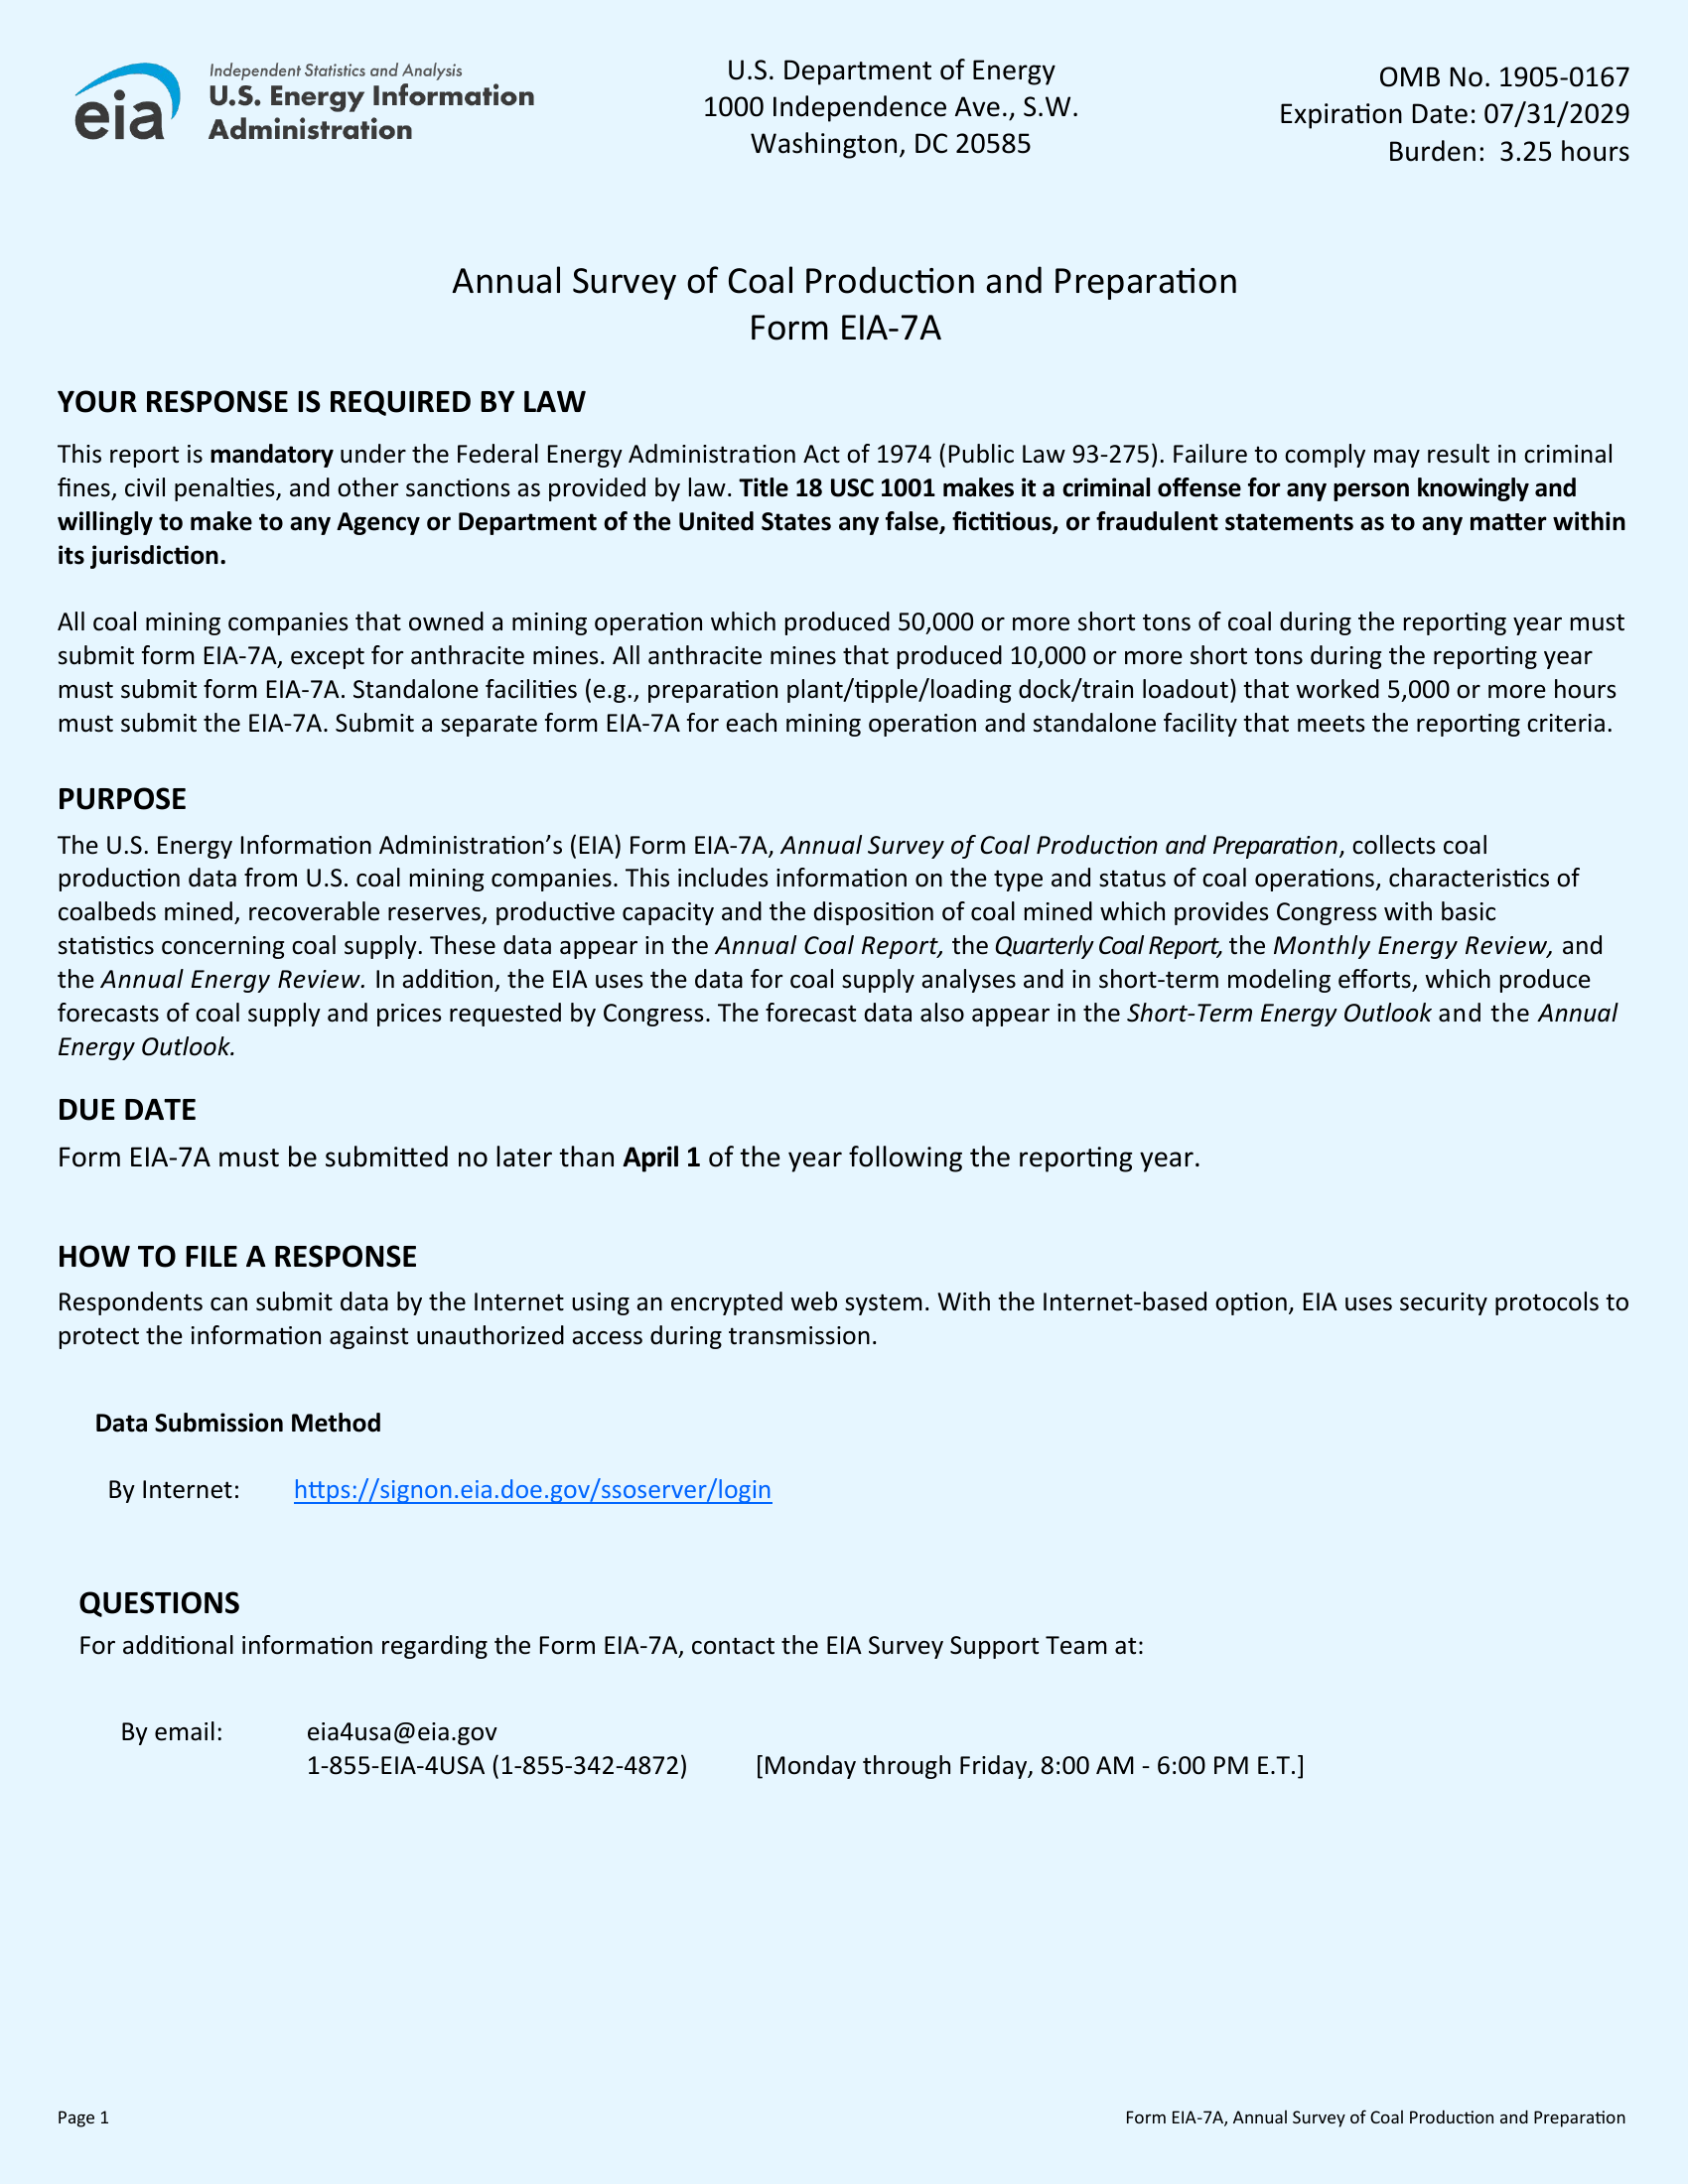 eia
Independent Statistics and Analysis
U.S. Energy Information
Administration
U.S. Department of Energy
1000 Independence Ave., S.W.
Washington, DC 20585
OMB No. 1905-0167
Expiration Date: 07/31/2029
Burden:  3.25 hours
Annual Survey of Coal Production and Preparation
Form EIA-7A
YOUR RESPONSE IS REQUIRED BY LAW
This report is mandatory under the Federal Energy Administration Act of 1974 (Public Law 93-275). Failure to comply may result in criminal
fines, civil penalties, and other sanctions as provided by law. Title 18 USC 1001 makes it a criminal offense for any person knowingly and
willingly to make to any Agency or Department of the United States any false, fictitious, or fraudulent statements as to any matter within
its jurisdiction.
All coal mining companies that owned a mining operation which produced 50,000 or more short tons of coal during the reporting year must
submit form EIA-7A, except for anthracite mines. All anthracite mines that produced 10,000 or more short tons during the reporting year
must submit form EIA-7A. Standalone facilities (e.g., preparation plant/tipple/loading dock/train loadout) that worked 5,000 or more hours
must submit the EIA-7A. Submit a separate form EIA-7A for each mining operation and standalone facility that meets the reporting criteria.
PURPOSE
The U.S. Energy Information Administration’s (EIA) Form EIA-7A, Annual Survey of Coal Production and Preparation, collects coal
production data from U.S. coal mining companies. This includes information on the type and status of coal operations, characteristics of
coalbeds mined, recoverable reserves, productive capacity and the disposition of coal mined which provides Congress with basic
statistics concerning coal supply. These data appear in the Annual Coal Report, the Quarterly Coal Report, the Monthly Energy Review, and
the Annual Energy Review. In addition, the EIA uses the data for coal supply analyses and in short-term modeling efforts, which produce
forecasts of coal supply and prices requested by Congress. The forecast data also appear in the Short-Term Energy Outlook and the Annual
Energy Outlook.
DUE DATE
Form EIA-7A must be submitted no later than April 1 of the year following the reporting year.
HOW TO FILE A RESPONSE
Respondents can submit data by the Internet using an encrypted web system. With the Internet-based option, EIA uses security protocols to
protect the information against unauthorized access during transmission.
Data Submission Method
By Internet: https://signon.eia.doe.gov/ssoserver/login
QUESTIONS
For additional information regarding the Form EIA-7A, contact the EIA Survey Support Team at:
By email: eia4usa@eia.gov
1-855-EIA-4USA (1-855-342-4872) [Monday through Friday, 8:00 AM - 6:00 PM E.T.]
Page 1 Form EIA-7A, Annual Survey of Coal Production and Preparation